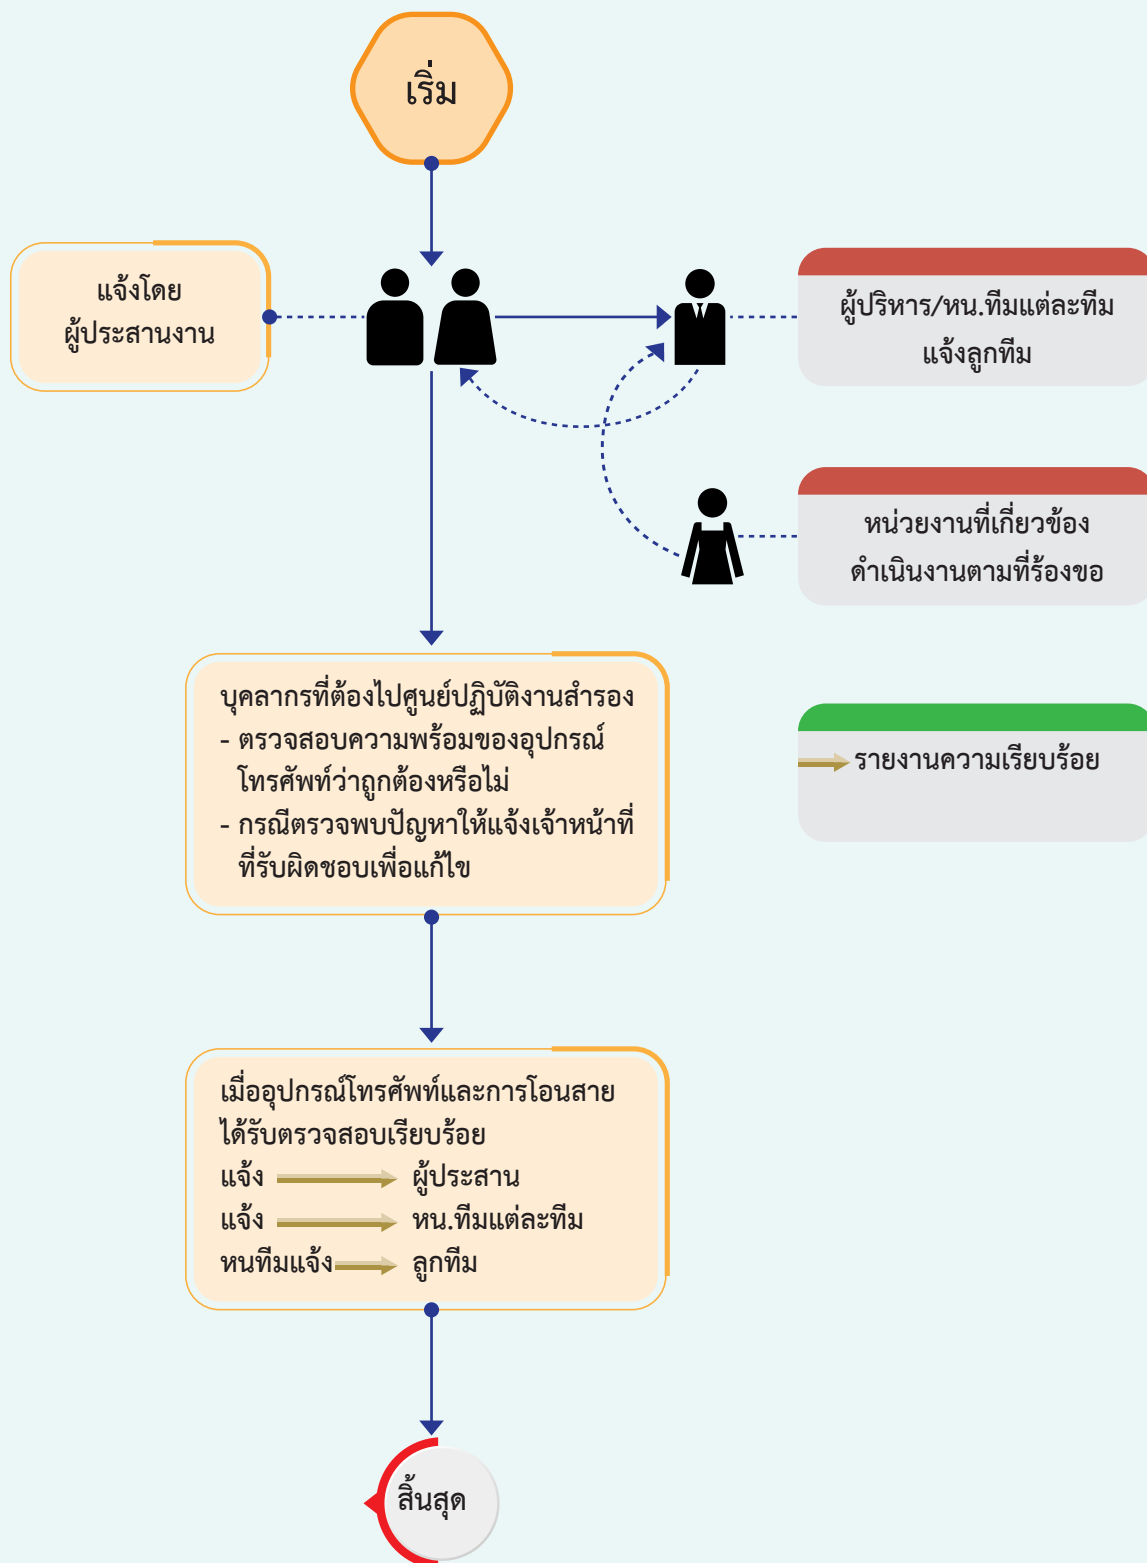 เริ่ม
แจ้งโดย
ผู้ประสานงาน
ผู้บริหาร/หน.ทีมแต่ละทีม
แจ้งลูกทีม
หน่วยงานที่เกี่ยวข้อง
ดำเนินงานตามที่ร้องขอ
บุคลากรที่ต้องไปศูนย์ปฏิบัติงานสำรอง
- ตรวจสอบความพร้อมของอุปกรณ์
โทรศัพท์ว่าถูกต้องหรือไม่
- กรณีตรวจพบปัญหาให้แจ้งเจ้าหน้าที่
ที่รับผิดชอบเพื่อแก้ไข
รายงานความเรียบร้อย
เมื่ออุปกรณ์โทรศัพท์และการโอนสาย
ได้รับตรวจสอบเรียบร้อย
แจ้ง ผู้ประสาน
แจ้ง หน.ทีมแต่ละทีม
หนทีมแจ้ง ลูกทีม
สิ้นสุด